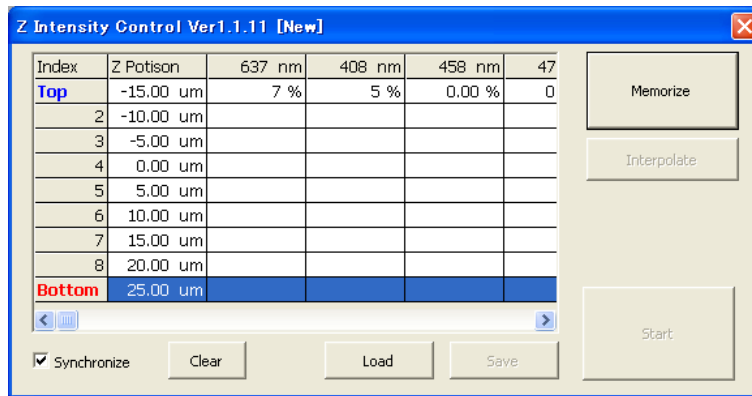 Z Intensity Control Ver1.1.11 [New]
Index Z Potison 637 nm 408 nm 458 nm 47
Top -15.00 um 7 % 5 % 0.00 % 0
2 -10.00 um
3 -5.00 um
4 0.00 um
5 5.00 um
6 10.00 um
7 15.00 um
8 20.00 um
Bottom 25.00 um
Memorize
Interpolate
Start
Synchronize Clear Load Save